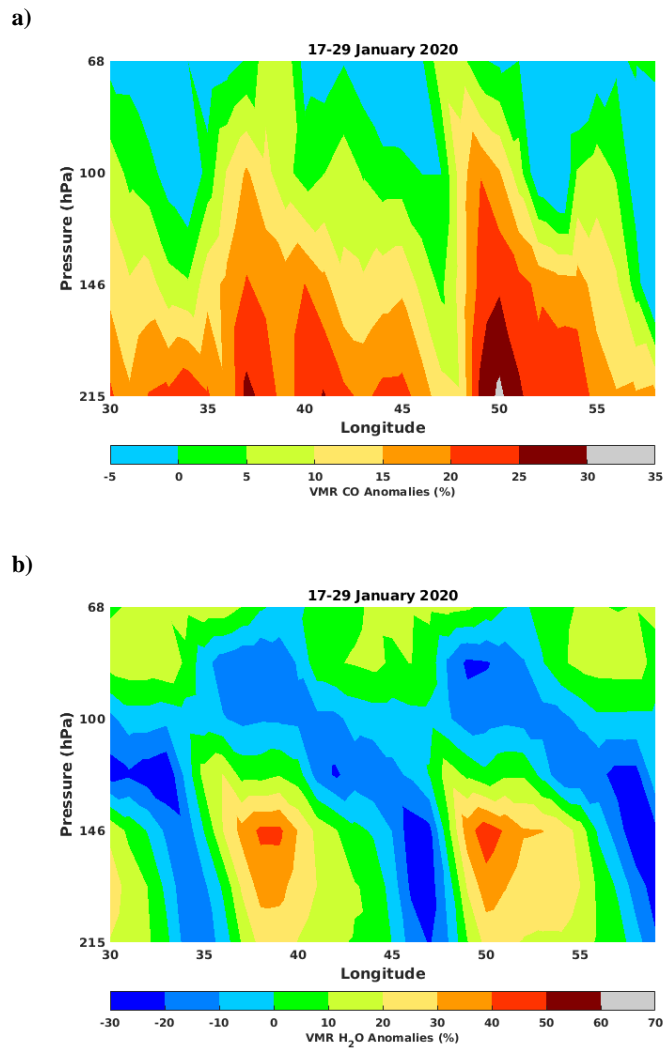 a)
17-29 January 2020
68
100
146
215
Pressure (hPa)
30 35 40 45 50 55
Longitude
-5 0 5 10 15 20 25 30 35
VMR CO Anomalies (%)
b)
17-29 January 2020
68
100
146
215
Pressure (hPa)
30 35 40 45 50 55
Longitude
-30 -20 -10 0 10 20 30 40 50 60 70
VMR H₂O Anomalies (%)